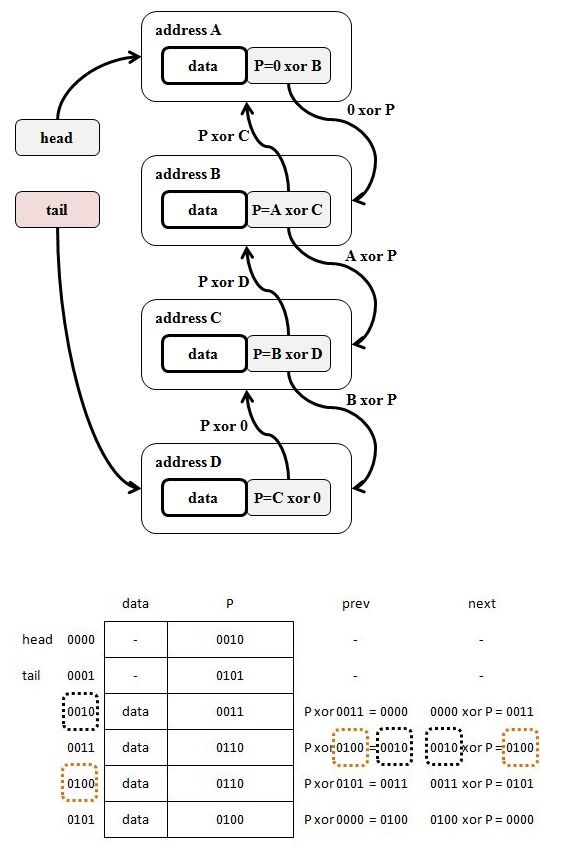 address A
data P=0 xor B
0 xor P
head
P xor C
address B
tail
data P=A xor C
A xor P
P xor D
address C
data P=B xor D
B xor P
P xor 0
address D
data P=C xor 0
data P prev next
head 0000 - 0010 - -
tail 0001 - 0101 - -
0010 data 0011 P xor 0011 = 0000 0000 xor P = 0011
0011 data 0110 P xor 0100 = 0010 0010 xor P = 0100
0100 data 0110 P xor 0101 = 0011 0011 xor P = 0101
0101 data 0100 P xor 0000 = 0100 0100 xor P = 0000